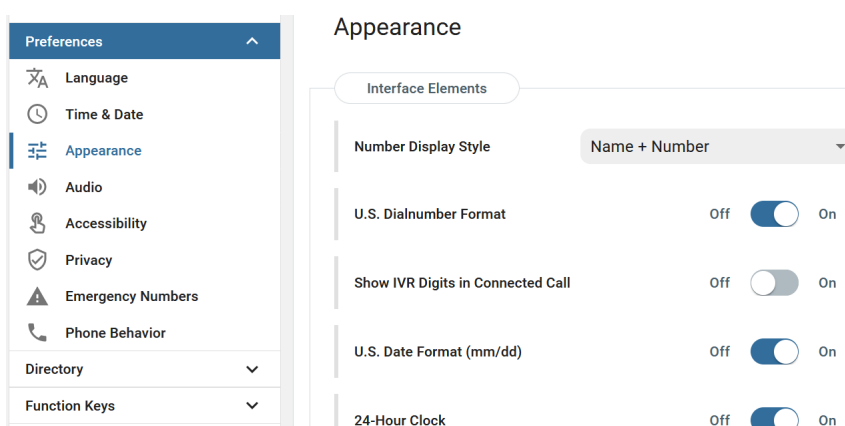 Preferences
Language
Time & Date
Appearance
Audio
Accessibility
Privacy
Emergency Numbers
Phone Behavior
Directory
Function Keys
Appearance
Interface Elements
Number Display Style Name + Number
U.S. Dialnumber Format Off On
Show IVR Digits in Connected Call Off On
U.S. Date Format (mm/dd) Off On
24-Hour Clock Off On